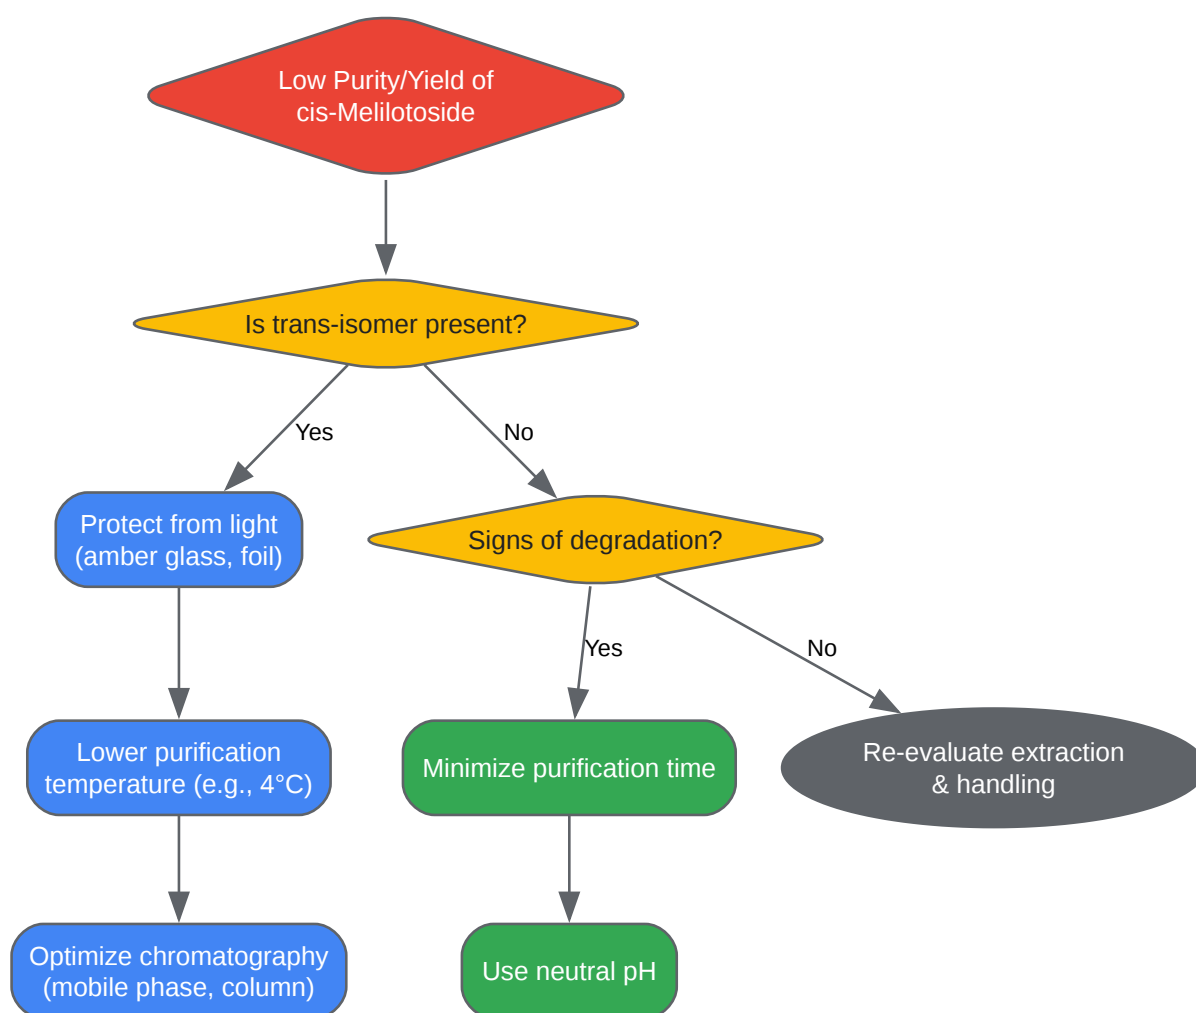 Low Purity/Yield of
cis-Melilotoside
Is trans-isomer present?
Yes
No
Protect from light
(amber glass, foil)
Signs of degradation?
Yes
No
Lower purification
temperature (e.g., 4°C)
Minimize purification time
Re-evaluate extraction
& handling
Optimize chromatography
(mobile phase, column)
Use neutral pH